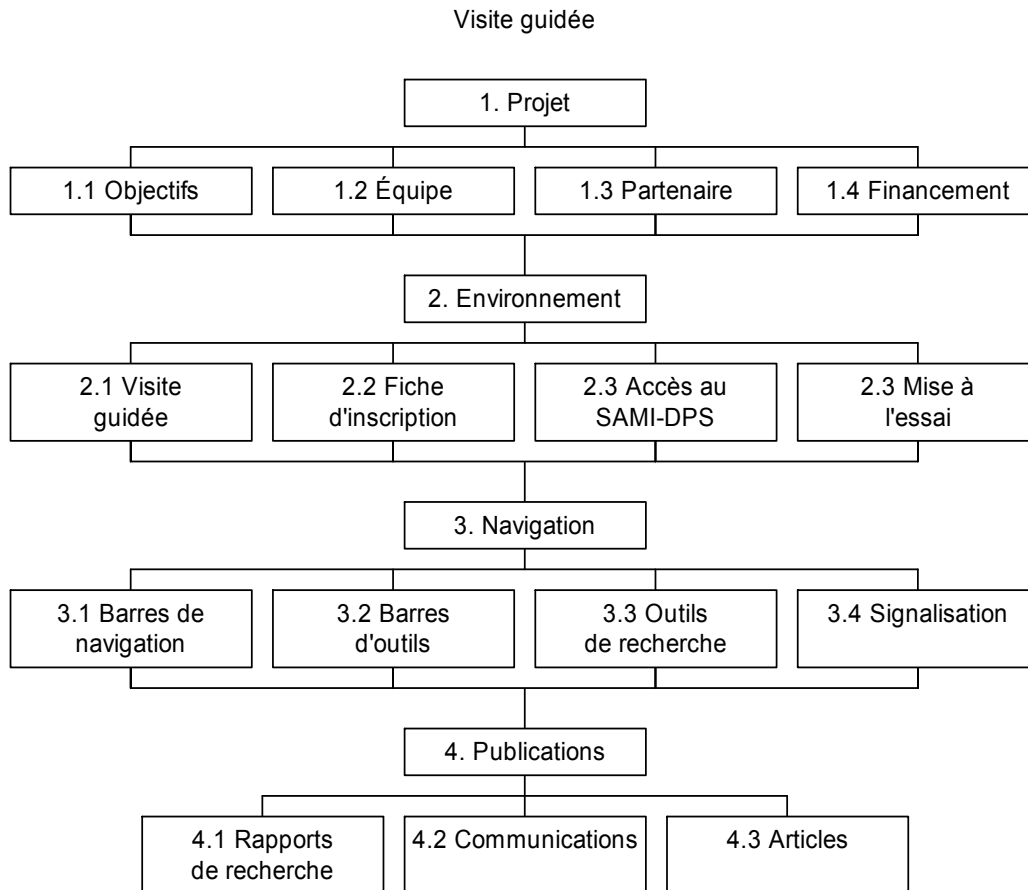 Visite guidée
1. Projet
1.1 Objectifs
1.2 Équipe
1.3 Partenaire
1.4 Financement
2. Environnement
2.1 Visite
guidée
2.2 Fiche
d'inscription
2.3 Accès au
SAMI-DPS
2.3 Mise à
l'essai
3. Navigation
3.1 Barres de
navigation
3.2 Barres
d'outils
3.3 Outils
de recherche
3.4 Signalisation
4. Publications
4.1 Rapports
de recherche
4.2 Communications
4.3 Articles